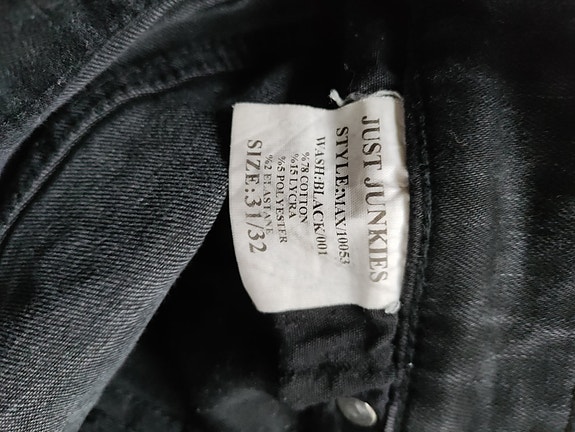 JUST JUNKIES
STYLE:MAX/10053
WASH:BLACK/001
%78 COTTON
%15 LYCRA
%5 POLYESTER
%2 ELASTANE
SIZE:31/32